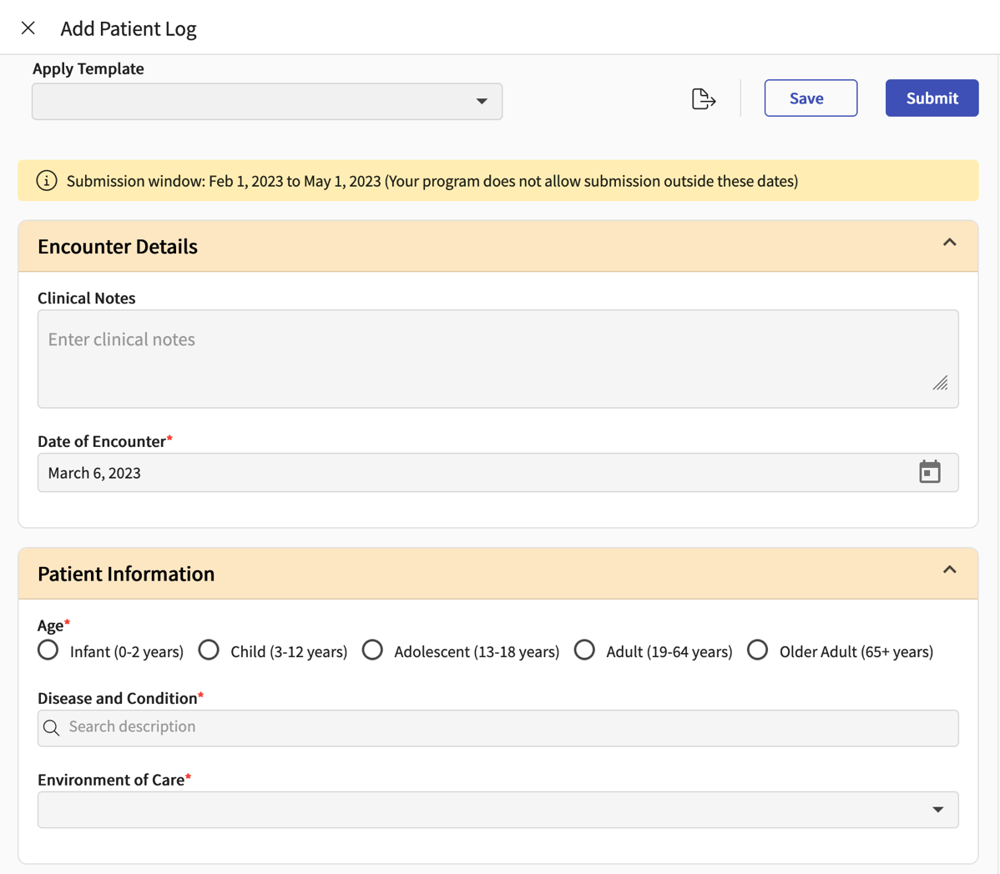 Add Patient Log
Apply Template
Save
Submit
Submission window: Feb 1, 2023 to May 1, 2023 (Your program does not allow submission outside these dates)
Encounter Details
Clinical Notes
Enter clinical notes
Date of Encounter*
March 6, 2023
Patient Information
Age*
Infant (0-2 years) Child (3-12 years) Adolescent (13-18 years) Adult (19-64 years) Older Adult (65+ years)
Disease and Condition*
Search description
Environment of Care*